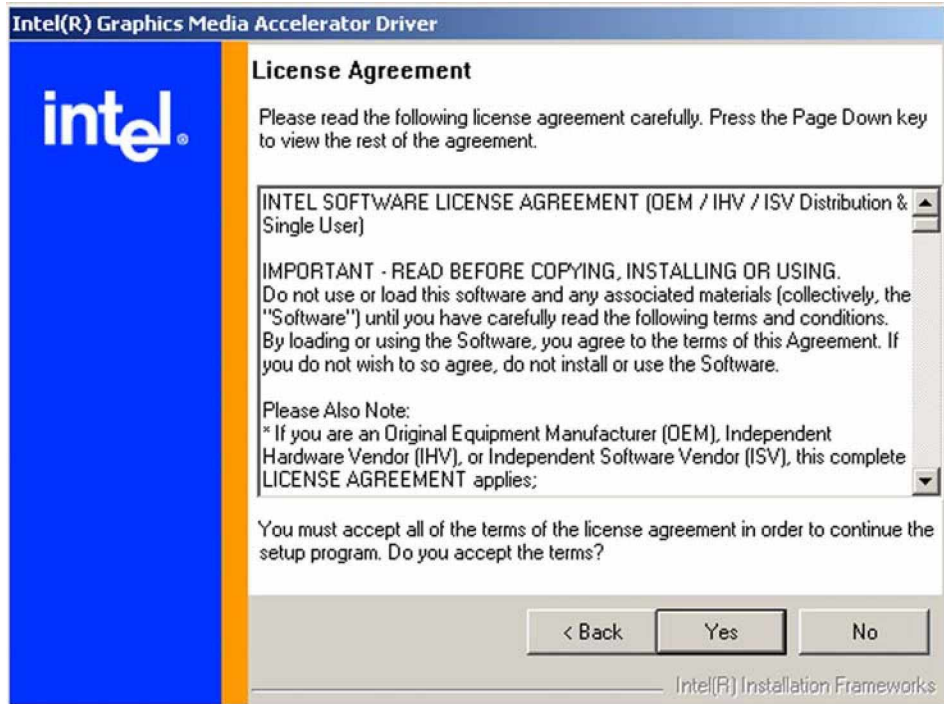 Intel(R) Graphics Media Accelerator Driver
intel®
License Agreement
Please read the following license agreement carefully. Press the Page Down key
to view the rest of the agreement.
INTEL SOFTWARE LICENSE AGREEMENT (OEM / IHV / ISV Distribution &
Single User)
IMPORTANT - READ BEFORE COPYING, INSTALLING OR USING.
Do not use or load this software and any associated materials (collectively, the
"Software") until you have carefully read the following terms and conditions.
By loading or using the Software, you agree to the terms of this Agreement. If
you do not wish to so agree, do not install or use the Software.
Please Also Note:
* If you are an Original Equipment Manufacturer (OEM), Independent
Hardware Vendor (IHV), or Independent Software Vendor (ISV), this complete
LICENSE AGREEMENT applies;
You must accept all of the terms of the license agreement in order to continue the
setup program. Do you accept the terms?
< Back
Yes
No
Intel(R) Installation Frameworks